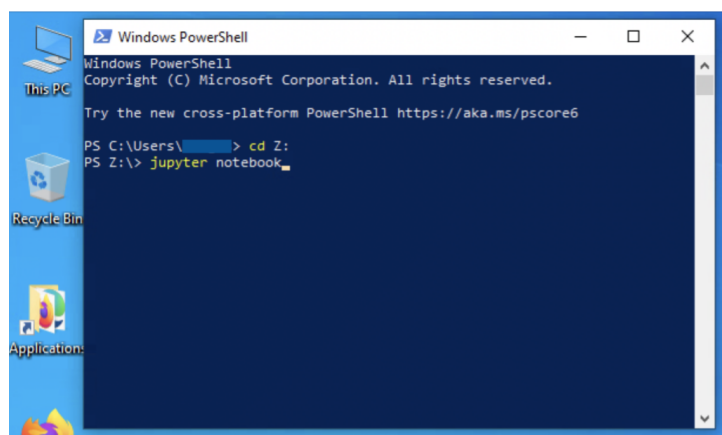 Windows PowerShell
Windows PowerShell
Copyright (C) Microsoft Corporation. All rights reserved.
Try the new cross-platform PowerShell https://aka.ms/pscore6
PS C:\Users\ > cd Z:
PS Z:\> jupyter notebook
This PC
Recycle Bin
Applications